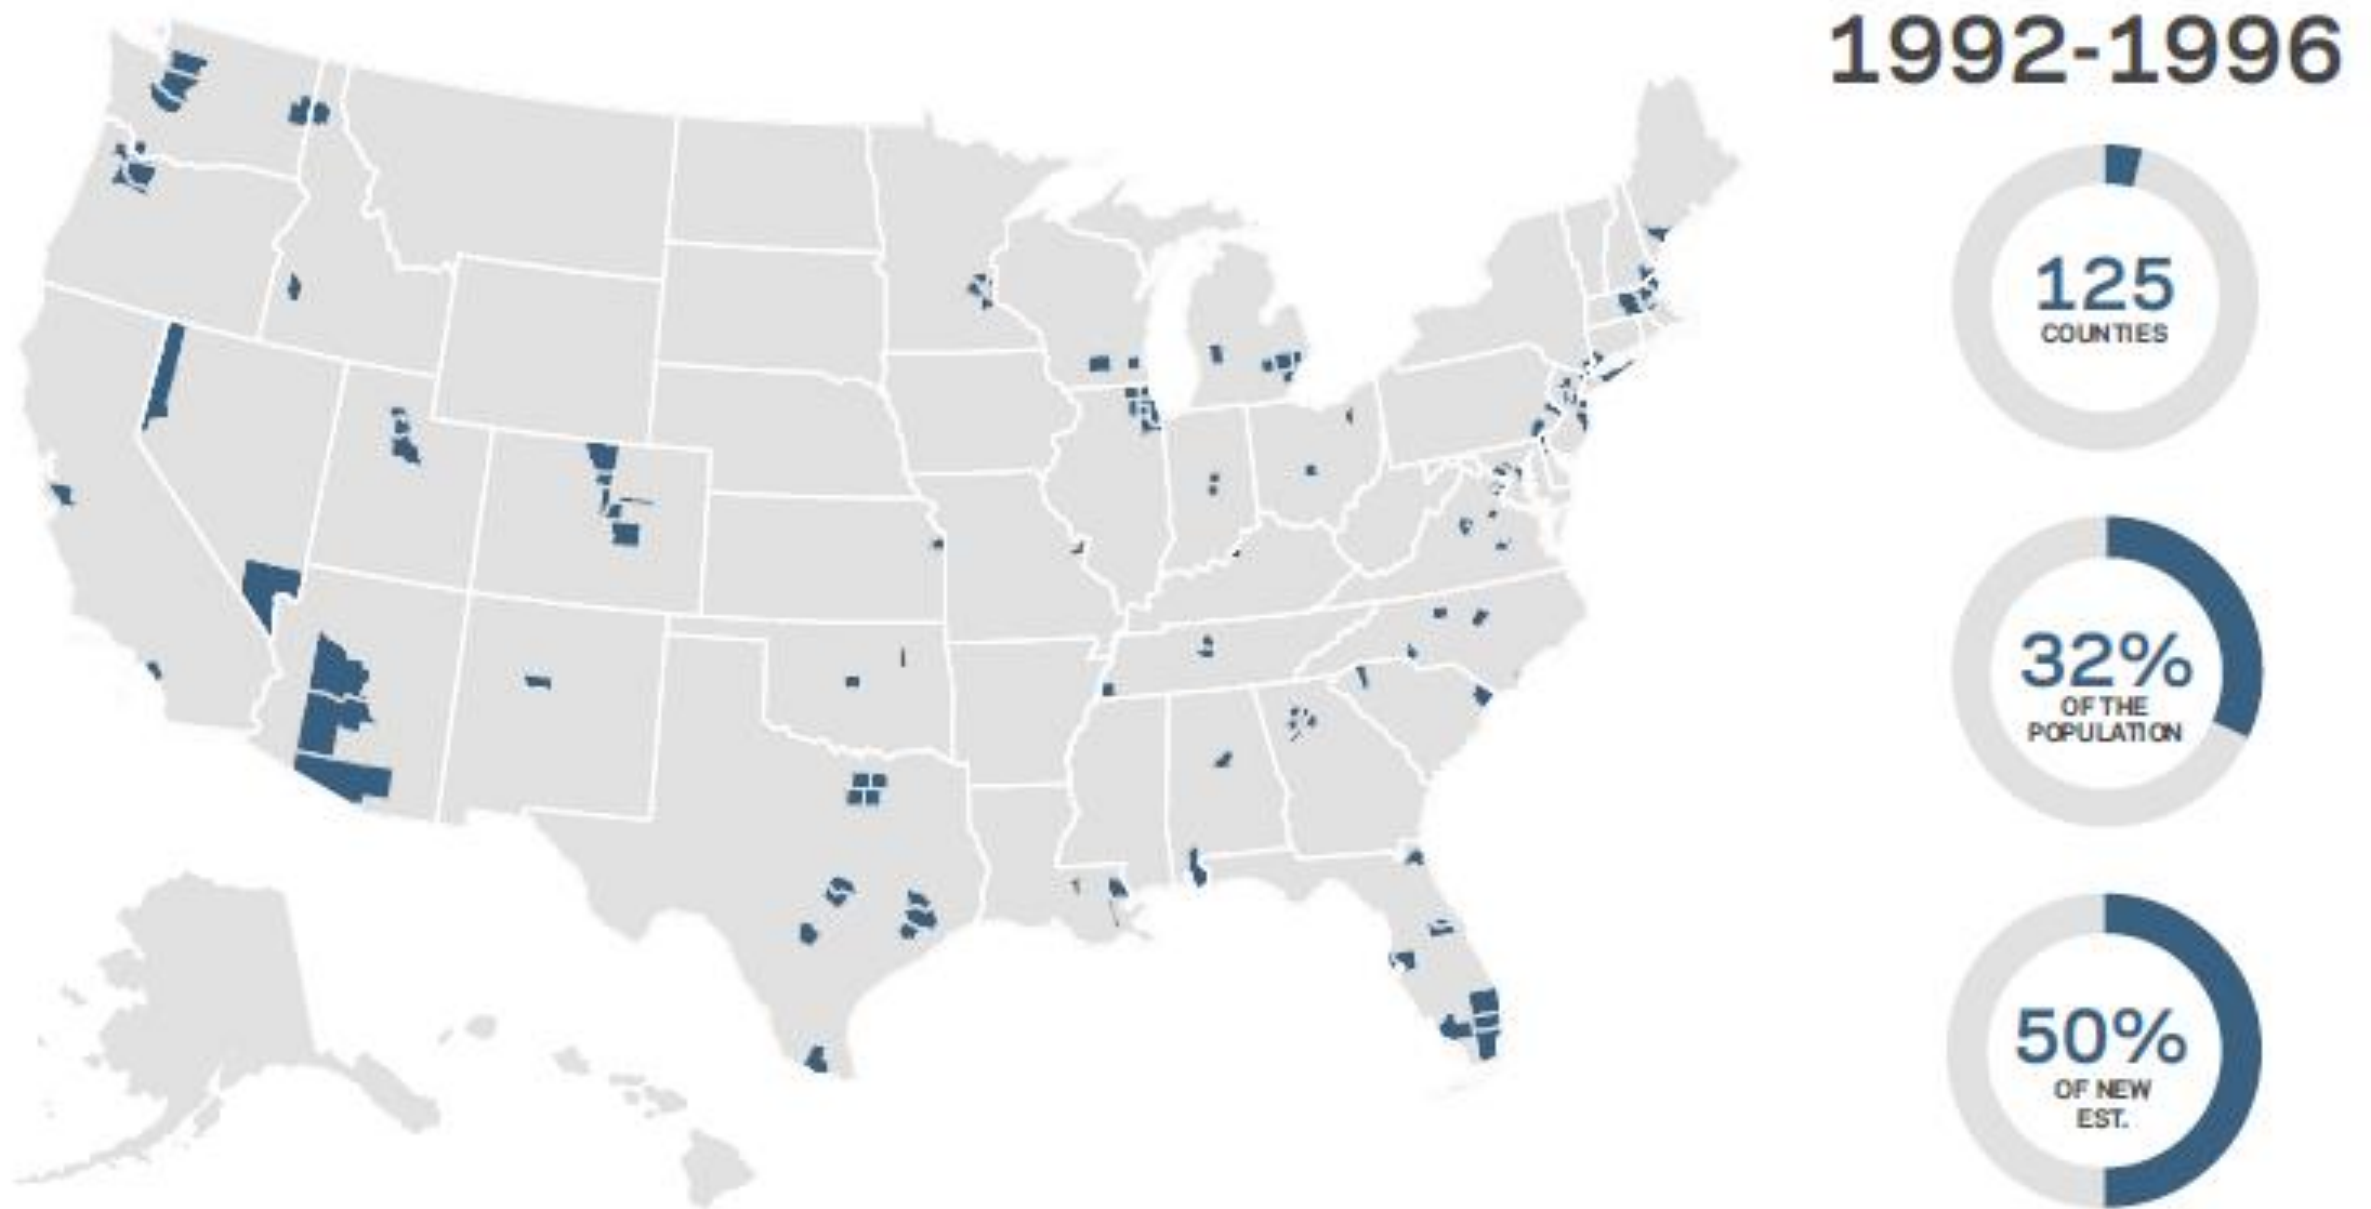 1992-1996
125
COUNTIES
32%
OF THE
POPULATION
50%
OF NEW
EST.